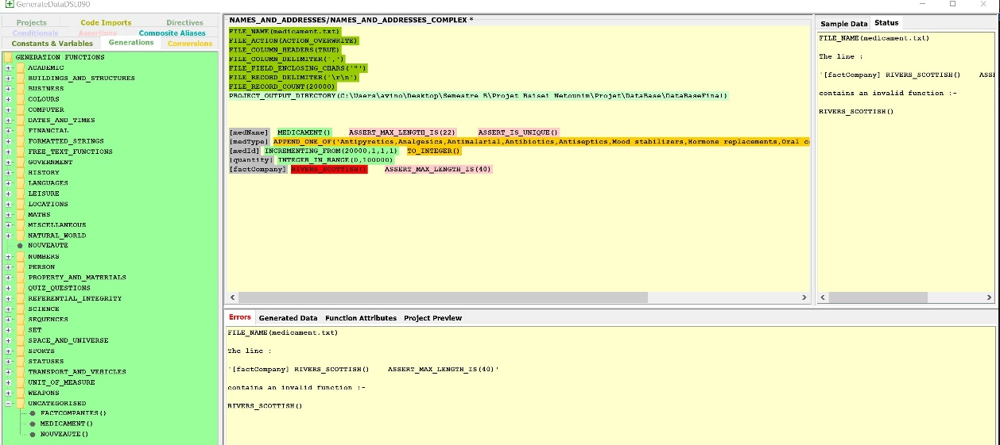 GenerateDataDSL090
Projects Code Imports Directives
Conditionals Assertions Composite Aliases
Constants & Variables Generations Conversions
GENERATION FUNCTIONS
ACADEMIC
BUILDINGS_AND_STRUCTURES
BUSINESS
COLOURS
COMPUTER
DATES_AND_TIMES
FINANCIAL
FORMATTED_STRINGS
FREE_TEXT_FUNCTIONS
GOVERNMENT
HISTORY
LANGUAGES
LEISURE
LOCATIONS
MATHS
MISCELLANEOUS
NATURAL_WORLD
NOUVEAUTE
NUMBERS
PERSON
PROPERTY_AND_MATERIALS
QUIZ_QUESTIONS
REFERENTIAL_INTEGRITY
SCIENCE
SEQUENCES
SET
SPACE_AND_UNIVERSE
SPORTS
STATUSES
TRANSPORT_AND_VEHICLES
UNIT_OF_MEASURE
WEAPONS
UNCATEGORISED
FACTCOMPANIES()
MEDICAMENT()
NOUVEAUTE()
NAMES_AND_ADDRESSES/NAMES_AND_ADDRESSES_COMPLEX *
FILE_NAME(medicament.txt)
FILE_ACTION(ACTION_OVERWRITE)
FILE_COLUMN_HEADERS(TRUE)
FILE_COLUMN_DELIMITER(',')
FILE_FIELD_ENCLOSING_CHARS('"')
FILE_RECORD_DELIMITER('\r\n')
FILE_RECORD_COUNT(20000)
PROJECT_OUTPUT_DIRECTORY(C:\Users\avino\Desktop\Semestre B\Projet Bsisei Netounim\Projet\DataBase\DataBaseFinal)
[medName] MEDICAMENT() ASSERT_MAX_LENGTH_IS(22) ASSERT_IS_UNIQUE()
[medType] APPEND_ONE_OF('Antipyretics,Analgesics,Antimalarial,Antibiotics,Antiseptics,Mood stabilizers,Hormone replacements,Oral co
[medId] INCREMENTING_FROM(20000,1,1,1) TO_INTEGER()
[quantity] INTEGER_IN_RANGE(0,100000)
[factCompany] RIVERS_SCOTTISH() ASSERT_MAX_LENGTH_IS(40)
Sample Data Status
FILE_NAME(medicament.txt)
The line :
'[factCompany] RIVERS_SCOTTISH() ASSE
contains an invalid function :-
RIVERS_SCOTTISH()
Errors Generated Data Function Attributes Project Preview
FILE_NAME(medicament.txt)
The line :
'[factCompany] RIVERS_SCOTTISH() ASSERT_MAX_LENGTH_IS(40)'
contains an invalid function :-
RIVERS_SCOTTISH()